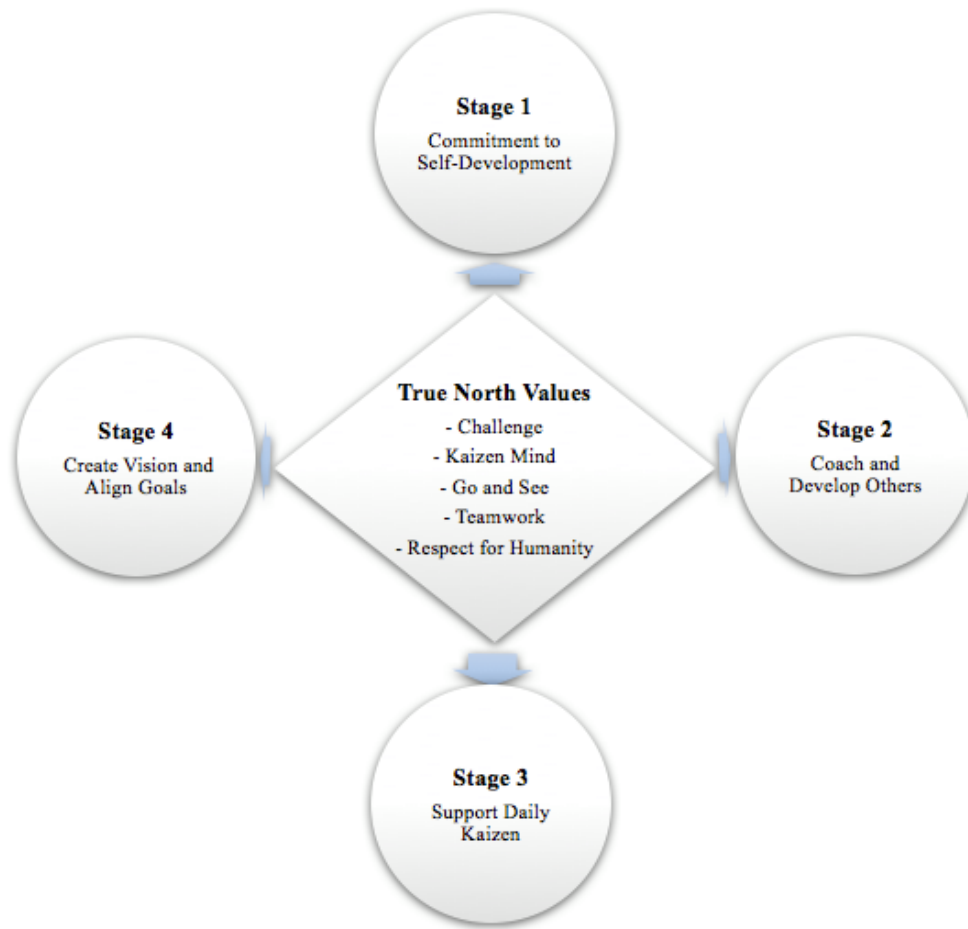 Stage 1
Commitment to
Self-Development
True North Values
- Challenge
- Kaizen Mind
- Go and See
- Teamwork
- Respect for Humanity
Stage 4
Create Vision and
Align Goals
Stage 2
Coach and
Develop Others
Stage 3
Support Daily
Kaizen